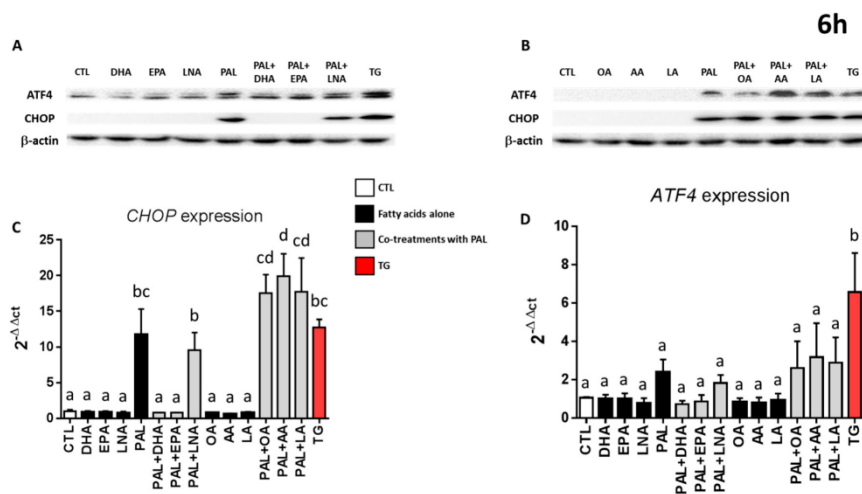 6h
A
CTL DHA EPA LNA PAL PAL+ DHA PAL+ EPA PAL+ LNA TG
ATF4
CHOP
β-actin
B
CTL OA AA LA PAL PAL+ OA PAL+ AA PAL+ LA TG
ATF4
CHOP
β-actin
CTL
Fatty acids alone
Co-treatments with PAL
TG
C
CHOP expression
2-Δ Δct
25
20
15
10
5
0
a a a a bc a a b a a a cd d cd bc
CTL DHA EPA LNA PAL PAL+DHA PAL+EPA PAL+LNA OA AA LA PAL+OA PAL+AA PAL+LA TG
D
ATF4 expression
2-Δ Δct
10
8
6
4
2
0
a a a a a a a a a a a a a a b
CTL DHA EPA LNA PAL PAL+DHA PAL+EPA PAL+LNA OA AA LA PAL+OA PAL+AA PAL+LA TG